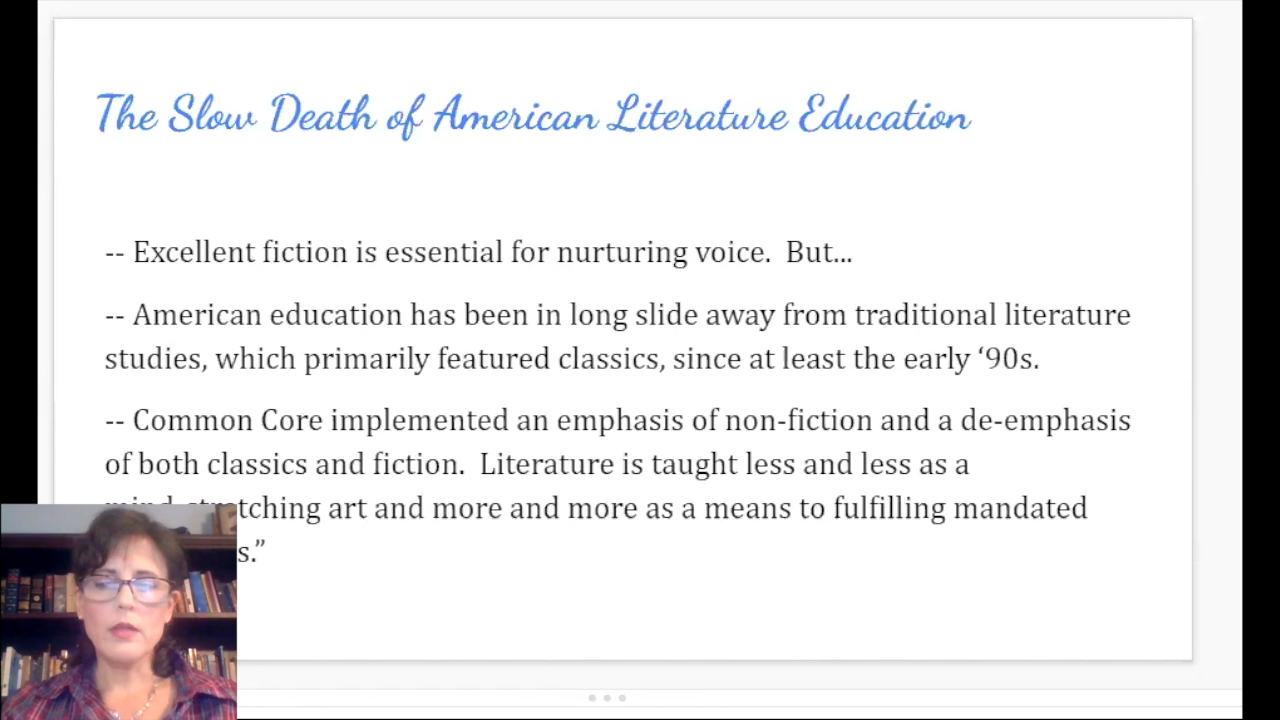 The Slow Death of American Literature Education
-- Excellent fiction is essential for nurturing voice.  But...
-- American education has been in long slide away from traditional literature
studies, which primarily featured classics, since at least the early ‘90s.
-- Common Core implemented an emphasis of non-fiction and a de-emphasis
of both classics and fiction.  Literature is taught less and less as a
art and more and more as a means to fulfilling mandated